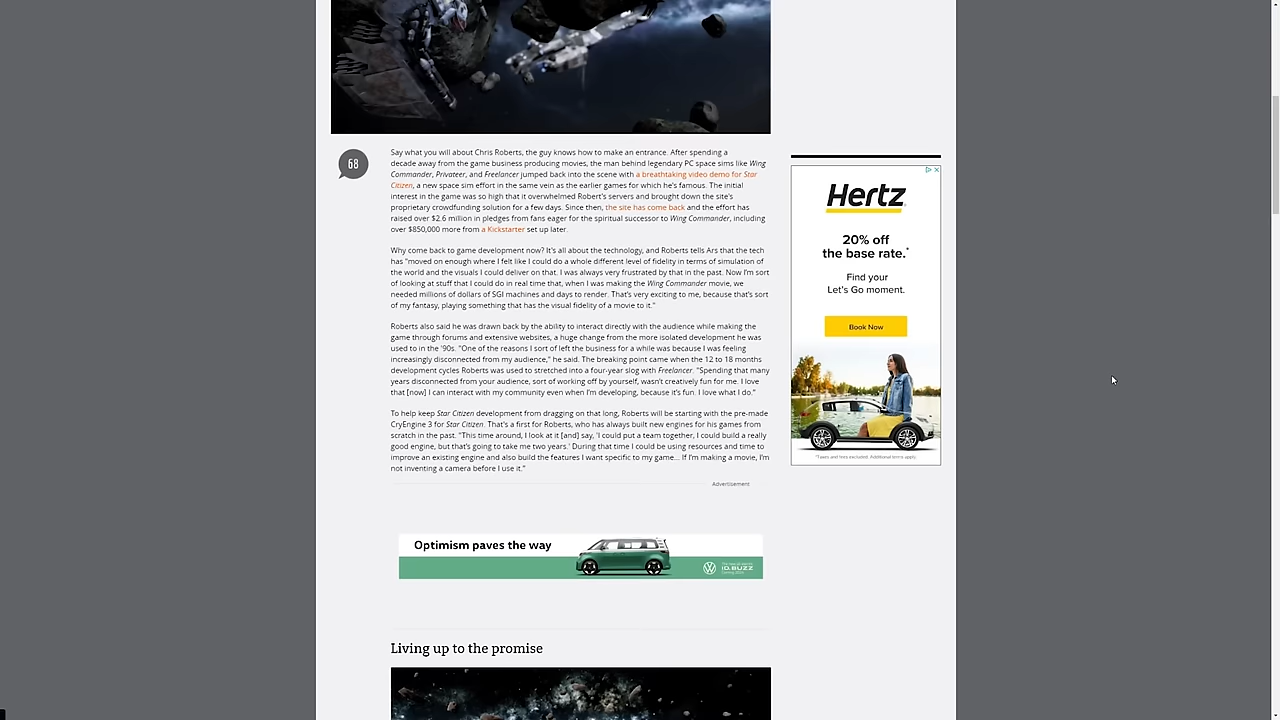 68
Say what you will about Chris Roberts, the guy knows how to make an entrance. After spending a
decade away from the game business producing movies, the man behind legendary PC space sims like Wing
Commander, Privateer, and Freelancer jumped back into the scene with a breathtaking video demo for Star
Citizen, a new space sim effort in the same vein as the earlier games for which he's famous. The initial
interest in the game was so high that it overwhelmed Robert's servers and brought down the site's
proprietary crowdfunding solution for a few days. Since then, the site has come back and the effort has
raised over $2.6 million in pledges from fans eager for the spiritual successor to Wing Commander, including
over $850,000 more from a Kickstarter set up later.
Why come back to game development now? It's all about the technology, and Roberts tells Ars that the tech
has "moved on enough where I felt like I could do a whole different level of fidelity in terms of simulation of
the world and the visuals I could deliver on that. I was always very frustrated by that in the past. Now I'm sort
of looking at stuff that I could do in real time that, when I was making the Wing Commander movie, we
needed millions of dollars of SGI machines and days to render. That's very exciting to me, because that's sort
of my fantasy, playing something that has the visual fidelity of a movie to it."
Roberts also said he was drawn back by the ability to interact directly with the audience while making the
game through forums and extensive websites, a huge change from the more isolated development he was
used to in the '90s. "One of the reasons I sort of left the business for a while was because I was feeling
increasingly disconnected from my audience," he said. The breaking point came when the 12 to 18 months
development cycles Roberts was used to stretched into a four-year slog with Freelancer. "Spending that many
years disconnected from your audience, sort of working off by yourself, wasn't creatively fun for me. I love
that [now] I can interact with my community even when I'm developing, because it's fun. I love what I do."
To help keep Star Citizen development from dragging on that long, Roberts will be starting with the pre-made
CryEngine 3 for Star Citizen. That's a first for Roberts, who has always built new engines for his games from
scratch in the past. "This time around, I look at it [and] say, 'I could put a team together, I could build a really
good engine, but that's going to take me two years.' During that time I could be using resources and time to
improve an existing engine and also build the features I want specific to my game... If I'm making a movie, I'm
not inventing a camera before I use it."
Advertisement
Optimism paves the way
ID.BUZZ
Living up to the promise
Hertz
20% off
the base rate.*
Find your
Let's Go moment.
Book Now
*Taxes and fees excluded. Additional terms apply.